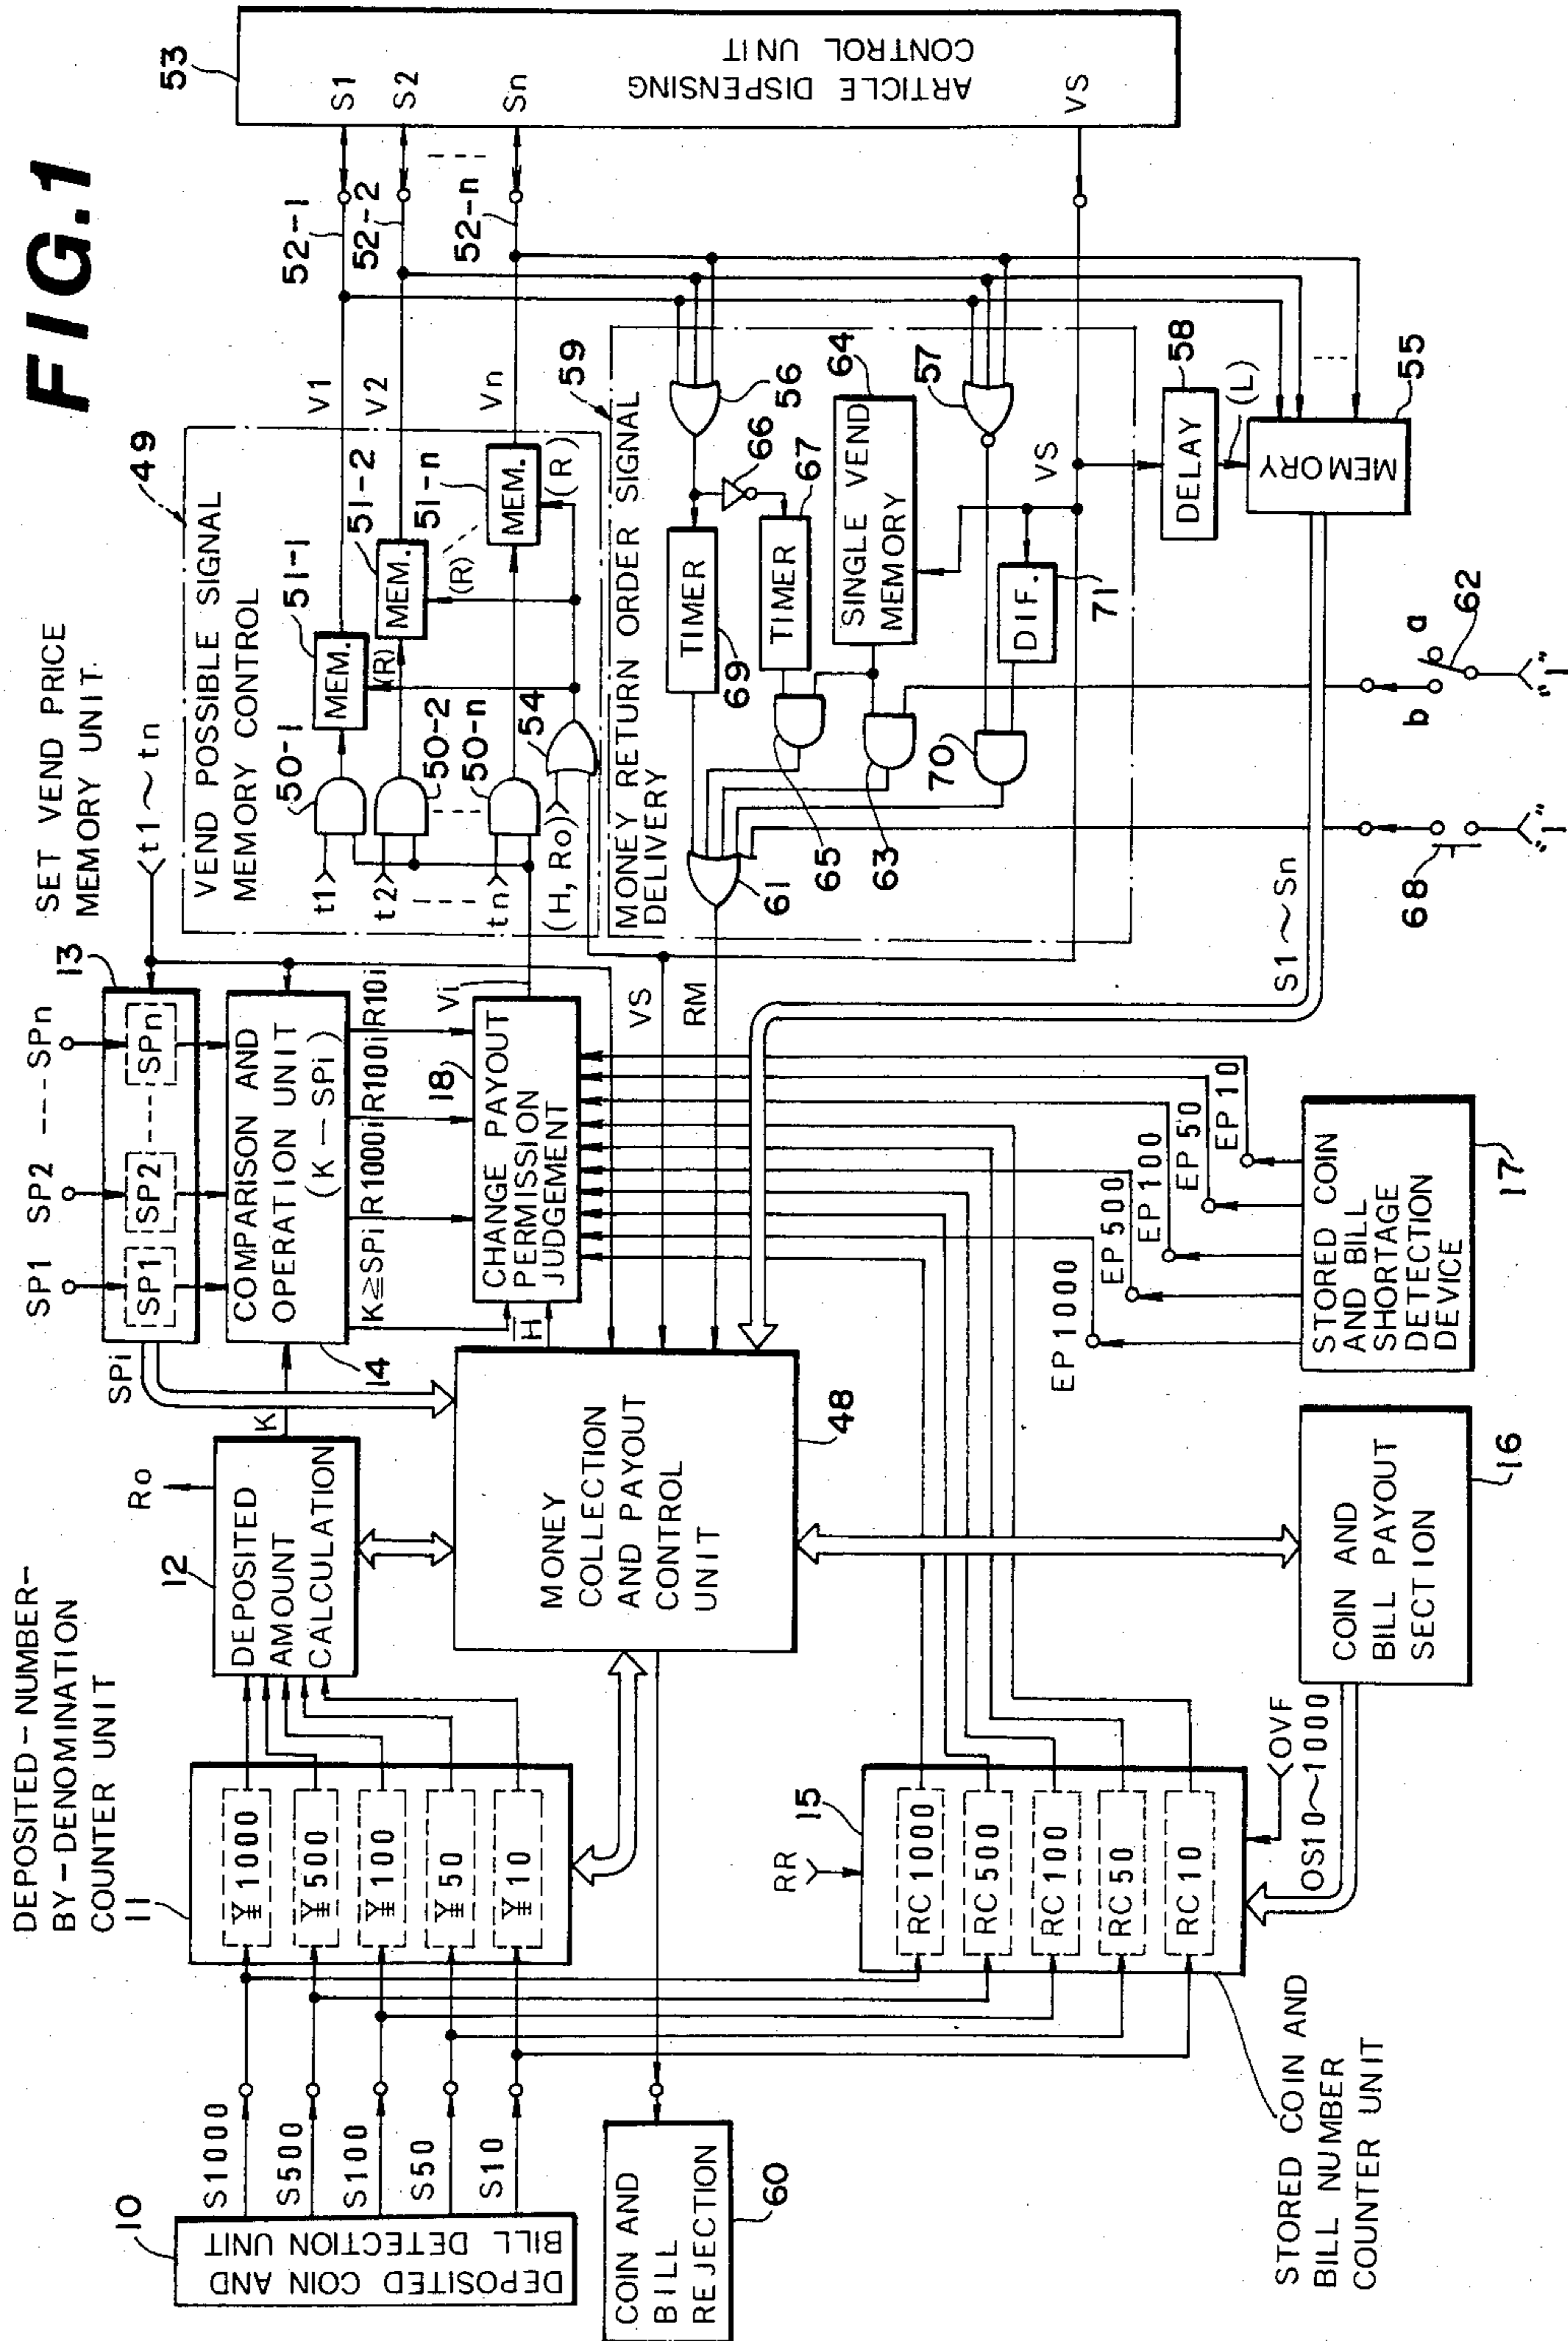 FIG.1
DEPOSITED-NUMBER-
BY-DENOMINATION
COUNTER UNIT
11
¥1000
¥500
¥100
¥50
¥10
10
DEPOSITED COIN AND
BILL DETECTION UNIT
S1000
S500
S100
S50
S10
COIN AND
BILL
REJECTION
60
12
Ro
DEPOSITED
AMOUNT
CALCULATION
K
SP1 SP2 ---SPn
13
SP1
SP2
SPn
SPi
SET VEND PRICE
MEMORY UNIT
t1~tn
14
COMPARISON AND
OPERATION UNIT
(K-SPi)
K≧SPi
R1000i
R100i
R10i
18
CHANGE PAYOUT
PERMISSION
JUDGEMENT
H
Vi
MONEY
COLLECTION
AND PAYOUT
CONTROL
UNIT
48
VS
RM
15
RR
RC1000
RC500
RC100
RC50
RC10
OVF
OS10~1000
STORED COIN AND
BILL NUMBER
COUNTER UNIT
COIN AND
BILL PAYOUT
SECTION
16
EP1000
EP500
EP100
EP50
EP10
STORED COIN
AND BILL
SHORTAGE
DETECTION
DEVICE
17
49
VEND POSSIBLE SIGNAL
MEMORY CONTROL
50-1
50-2
50-n
t1
t2
tn
(H, Ro)
54
51-1
51-2
51-n
MEM.
MEM.
MEM.
(R)
(R)
(R)
V1
V2
Vn
52-1
52-2
52-n
53
S1
S2
Sn
VS
ARTICLE DISPENSING
CONTROL UNIT
59
MONEY RETURN ORDER SIGNAL
DELIVERY
56
66
67
TIMER
69
TIMER
64
SINGLE VEND
MEMORY
57
65
63
61
70
DIF.
71
VS
DELAY
58
(L)
MEMORY
55
S1~Sn
68
"1"
b
a
62
"1"